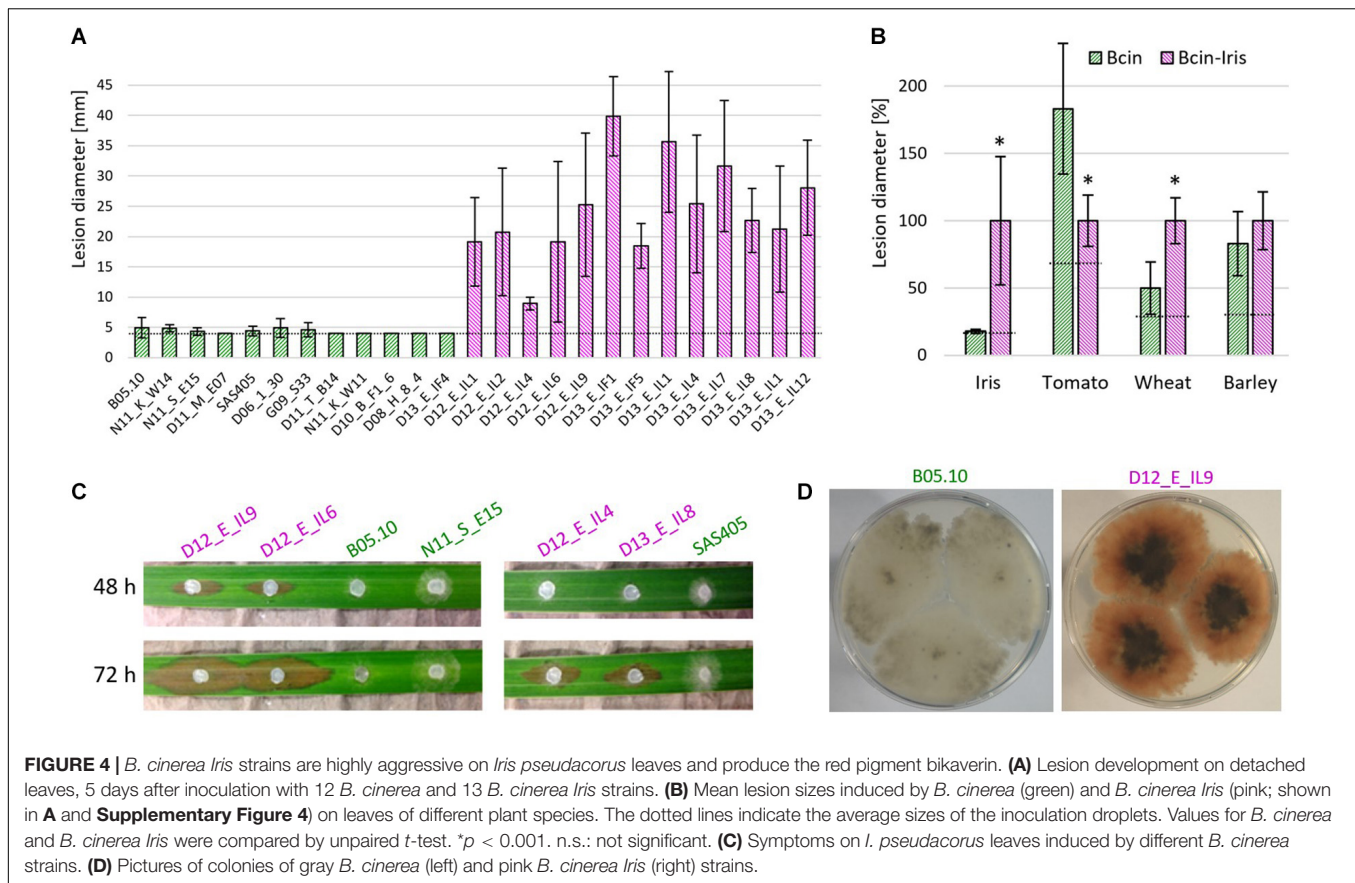 A
Lesion diameter [mm]
45
40
35
30
25
20
15
10
5
0
B05.10
N11_K_W14
N11_S_E15
D11_M_E07
SAS405
D06_1_30
G09_S33
D11_T_B14
N11_K_W11
D10_B_F1_6
D08_H_8_4
D13_E_IF4
D12_E_IL1
D12_E_IL2
D12_E_IL4
D12_E_IL6
D12_E_IL9
D13_E_IF1
D13_E_IF5
D13_E_IL1
D13_E_IL4
D13_E_IL7
D13_E_IL8
D13_E_IL1
D13_E_IL12
B
Bcin Bcin-Iris
Lesion diameter [%]
200
150
100
50
0
* * *
Iris Tomato Wheat Barley
C
D12_E_IL9 D12_E_IL6 B05.10 N11_S_E15 D12_E_IL4 D13_E_IL8 SAS405
48 h
72 h
D
B05.10 D12_E_IL9
FIGURE 4 | B. cinerea Iris strains are highly aggressive on Iris pseudacorus leaves and produce the red pigment bikaverin. (A) Lesion development on detached
leaves, 5 days after inoculation with 12 B. cinerea and 13 B. cinerea Iris strains. (B) Mean lesion sizes induced by B. cinerea (green) and B. cinerea Iris (pink; shown
in A and Supplementary Figure 4) on leaves of different plant species. The dotted lines indicate the average sizes of the inoculation droplets. Values for B. cinerea
and B. cinerea Iris were compared by unpaired t-test. *p < 0.001. n.s.: not significant. (C) Symptoms on I. pseudacorus leaves induced by different B. cinerea
strains. (D) Pictures of colonies of gray B. cinerea (left) and pink B. cinerea Iris (right) strains.